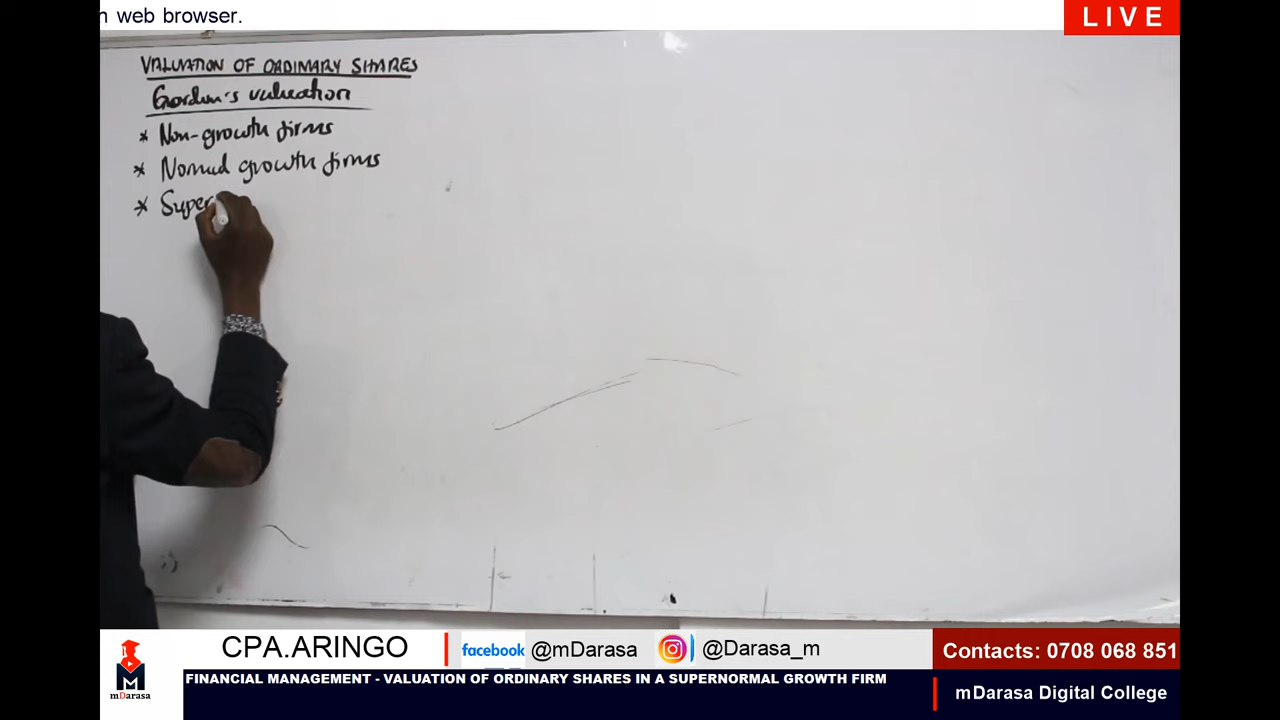 n web browser.
LIVE
VALUATION OF ORDINARY SHARES
Gordon's valuation
* Non-growth firms
* Normal growth firms
* Super
CPA.ARINGO
facebook @mDarasa
@Darasa_m
Contacts: 0708 068 851
mDarasa
FINANCIAL MANAGEMENT - VALUATION OF ORDINARY SHARES IN A SUPERNORMAL GROWTH FIRM
mDarasa Digital College